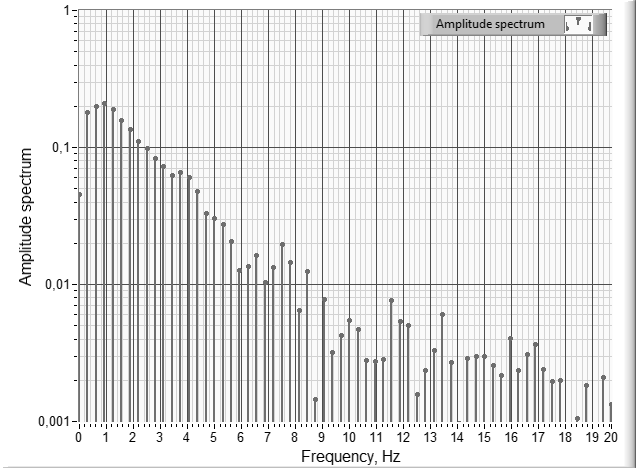 Amplitude spectrum
1
0,1
0,01
0,001
Amplitude spectrum
0 1 2 3 4 5 6 7 8 9 10 11 12 13 14 15 16 17 18 19 20
Frequency, Hz